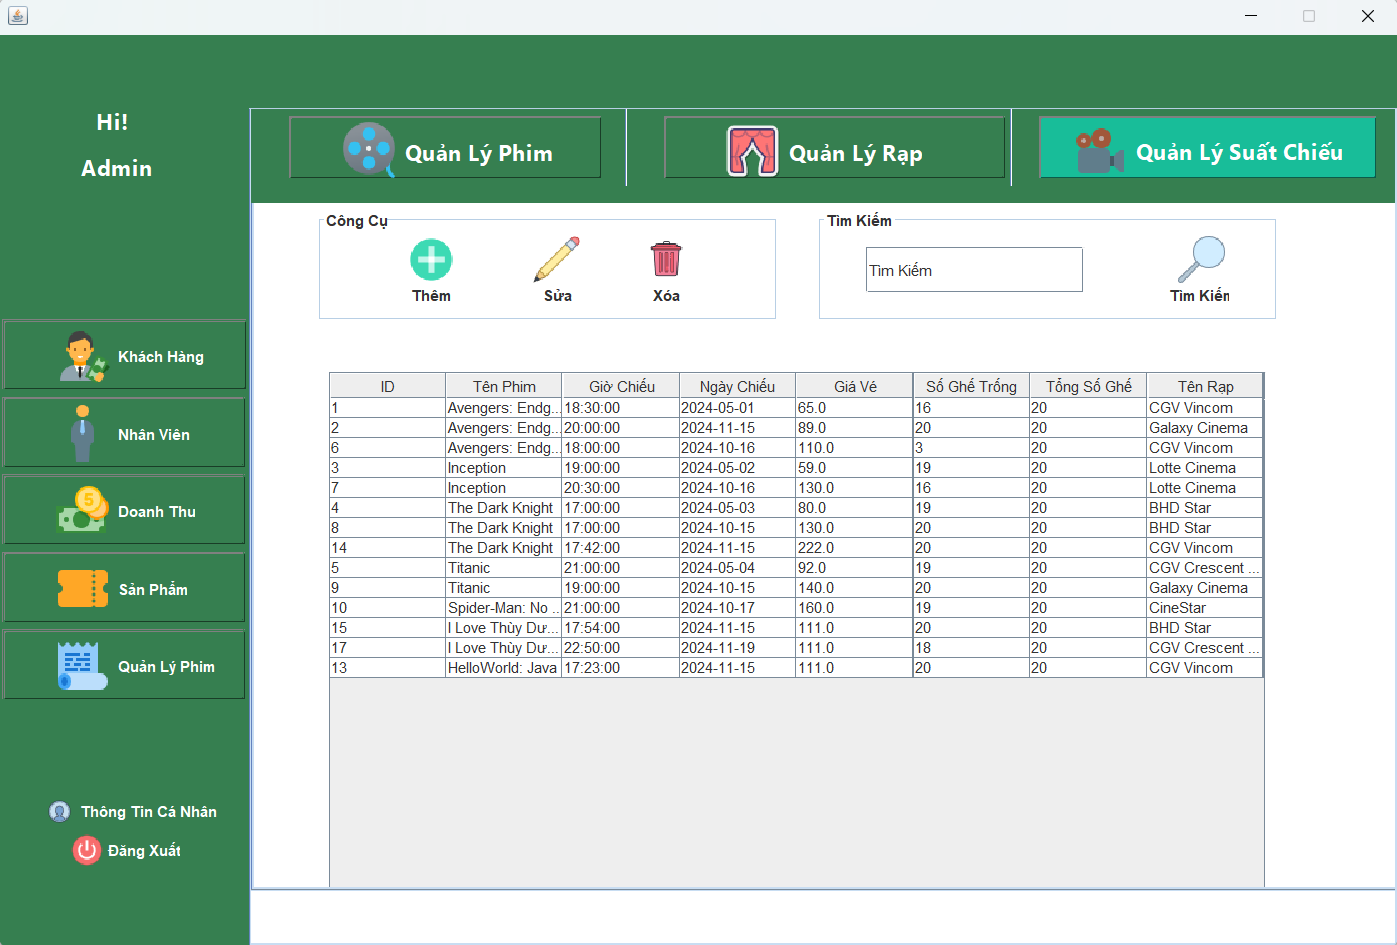 Hi!
Admin
Quản Lý Phim
Quản Lý Rạp
Quản Lý Suất Chiếu
Công Cụ
Thêm
Sửa
Xóa
Tìm Kiếm
Tìm Kiếm
Tìm Kiếm
Khách Hàng
Nhân Viên
5
Doanh Thu
Sản Phẩm
Quản Lý Phim
Thông Tin Cá Nhân
Đăng Xuất
ID Tên Phim Giờ Chiếu Ngày Chiếu Giá Vé Số Ghế Trống Tổng Số Ghế Tên Rạp
1 Avengers: Endg... 18:30:00 2024-05-01 65.0 16 20 CGV Vincom
2 Avengers: Endg... 20:00:00 2024-11-15 89.0 20 20 Galaxy Cinema
6 Avengers: Endg... 18:00:00 2024-10-16 110.0 3 20 CGV Vincom
3 Inception 19:00:00 2024-05-02 59.0 19 20 Lotte Cinema
7 Inception 20:30:00 2024-10-16 130.0 16 20 Lotte Cinema
4 The Dark Knight 17:00:00 2024-05-03 80.0 19 20 BHD Star
8 The Dark Knight 17:00:00 2024-10-15 130.0 20 20 BHD Star
14 The Dark Knight 17:42:00 2024-11-15 222.0 20 20 CGV Vincom
5 Titanic 21:00:00 2024-05-04 92.0 19 20 CGV Crescent ...
9 Titanic 19:00:00 2024-10-15 140.0 20 20 Galaxy Cinema
10 Spider-Man: No ... 21:00:00 2024-10-17 160.0 19 20 CineStar
15 I Love Thùy Dư... 17:54:00 2024-11-15 111.0 20 20 BHD Star
17 I Love Thùy Dư... 22:50:00 2024-11-19 111.0 18 20 CGV Crescent ...
13 HelloWorld: Java 17:23:00 2024-11-15 111.0 20 20 CGV Vincom